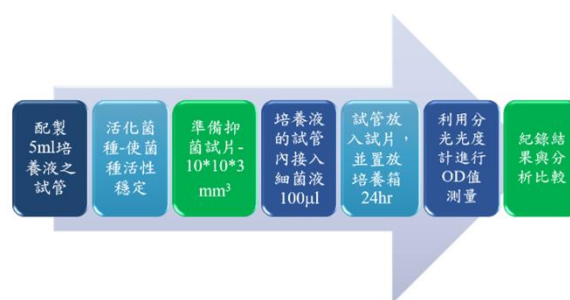 配製
5ml培
養液之
試管
活化菌
種-使菌
種活性
穩定
準備抑
菌試片-
10*10*3
mm³
培養液
的試管
內接入
細菌液
100μl
試管放
入試片，
並置放
培養箱
24hr
利用分
光光度
計進行
OD值
測量
紀錄結
果與分
析比較